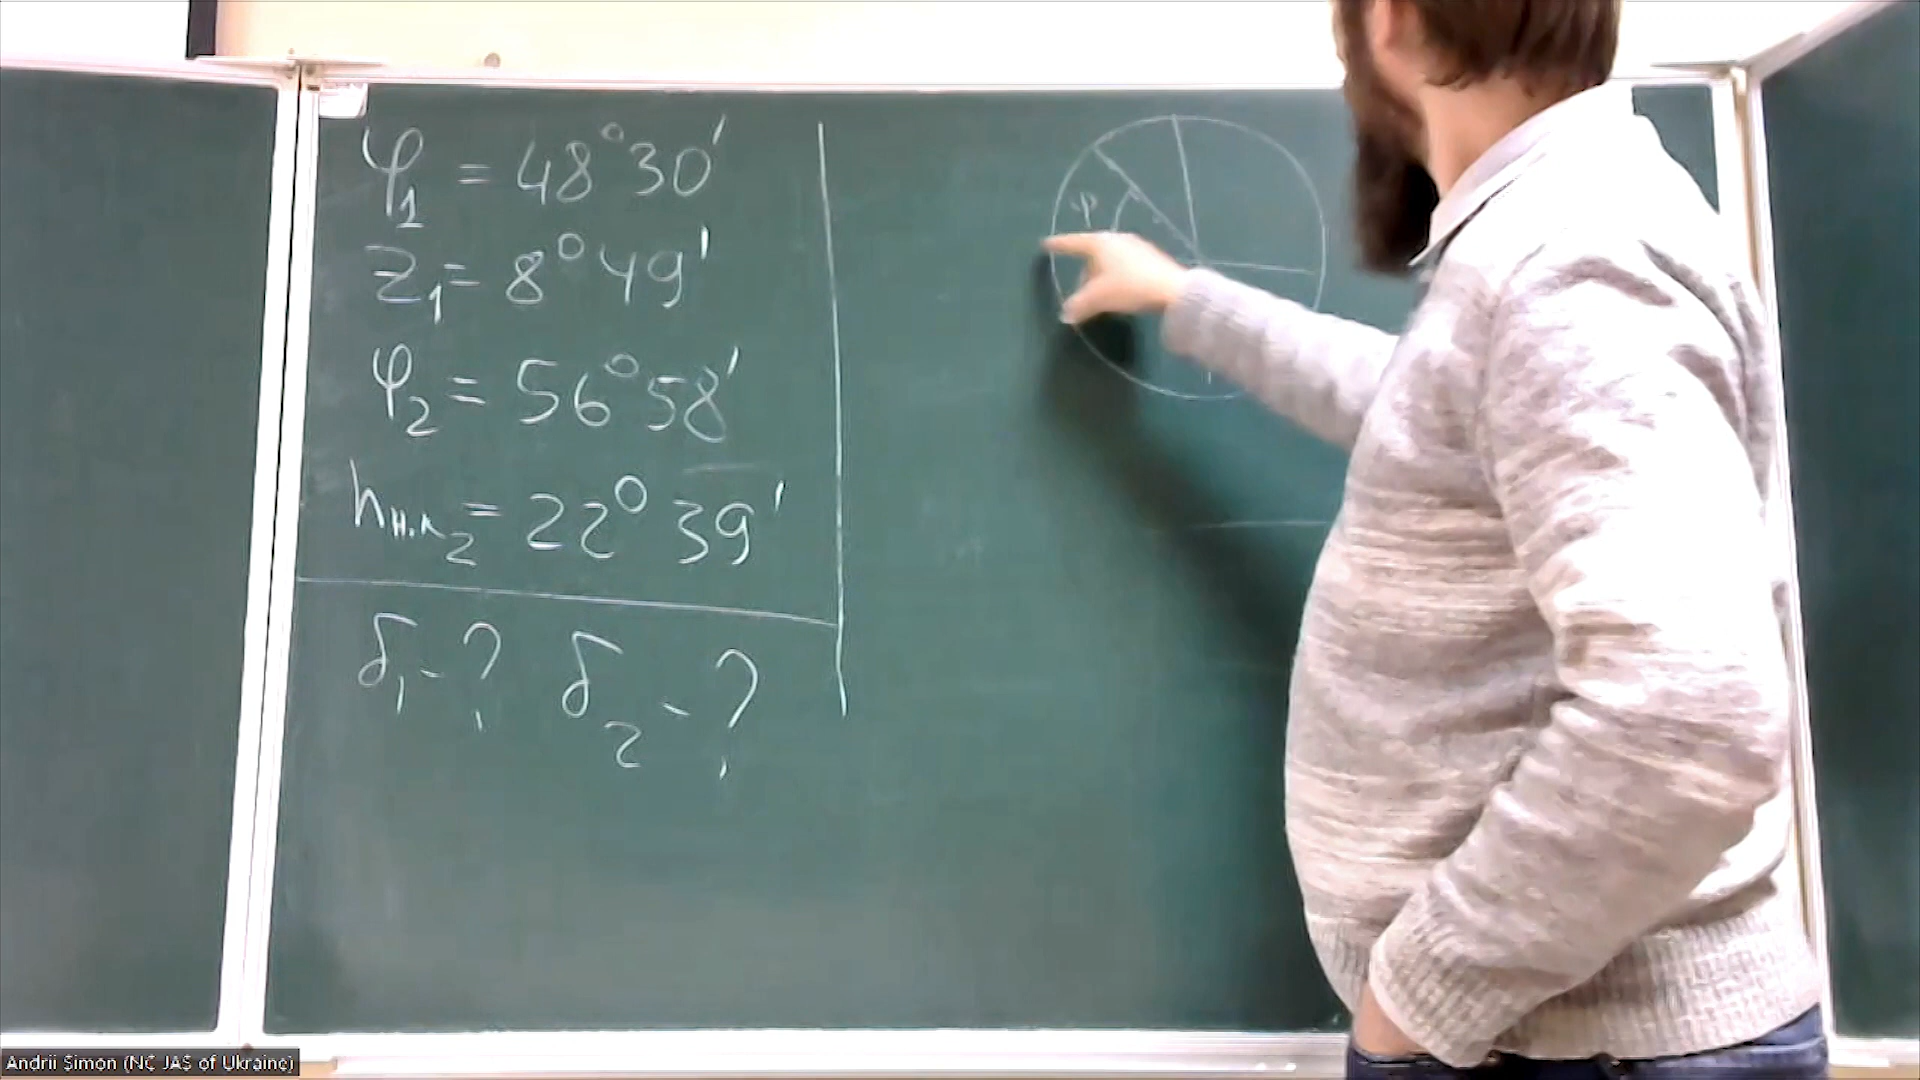 φ₁ = 48°30'
z₁ = 8°49'
φ₂ = 56°58'
hн.к₂ = 22°39'
δ₁ - ? δ₂ - ?
φ
Andrii Simon (NC JAS of Ukraine)